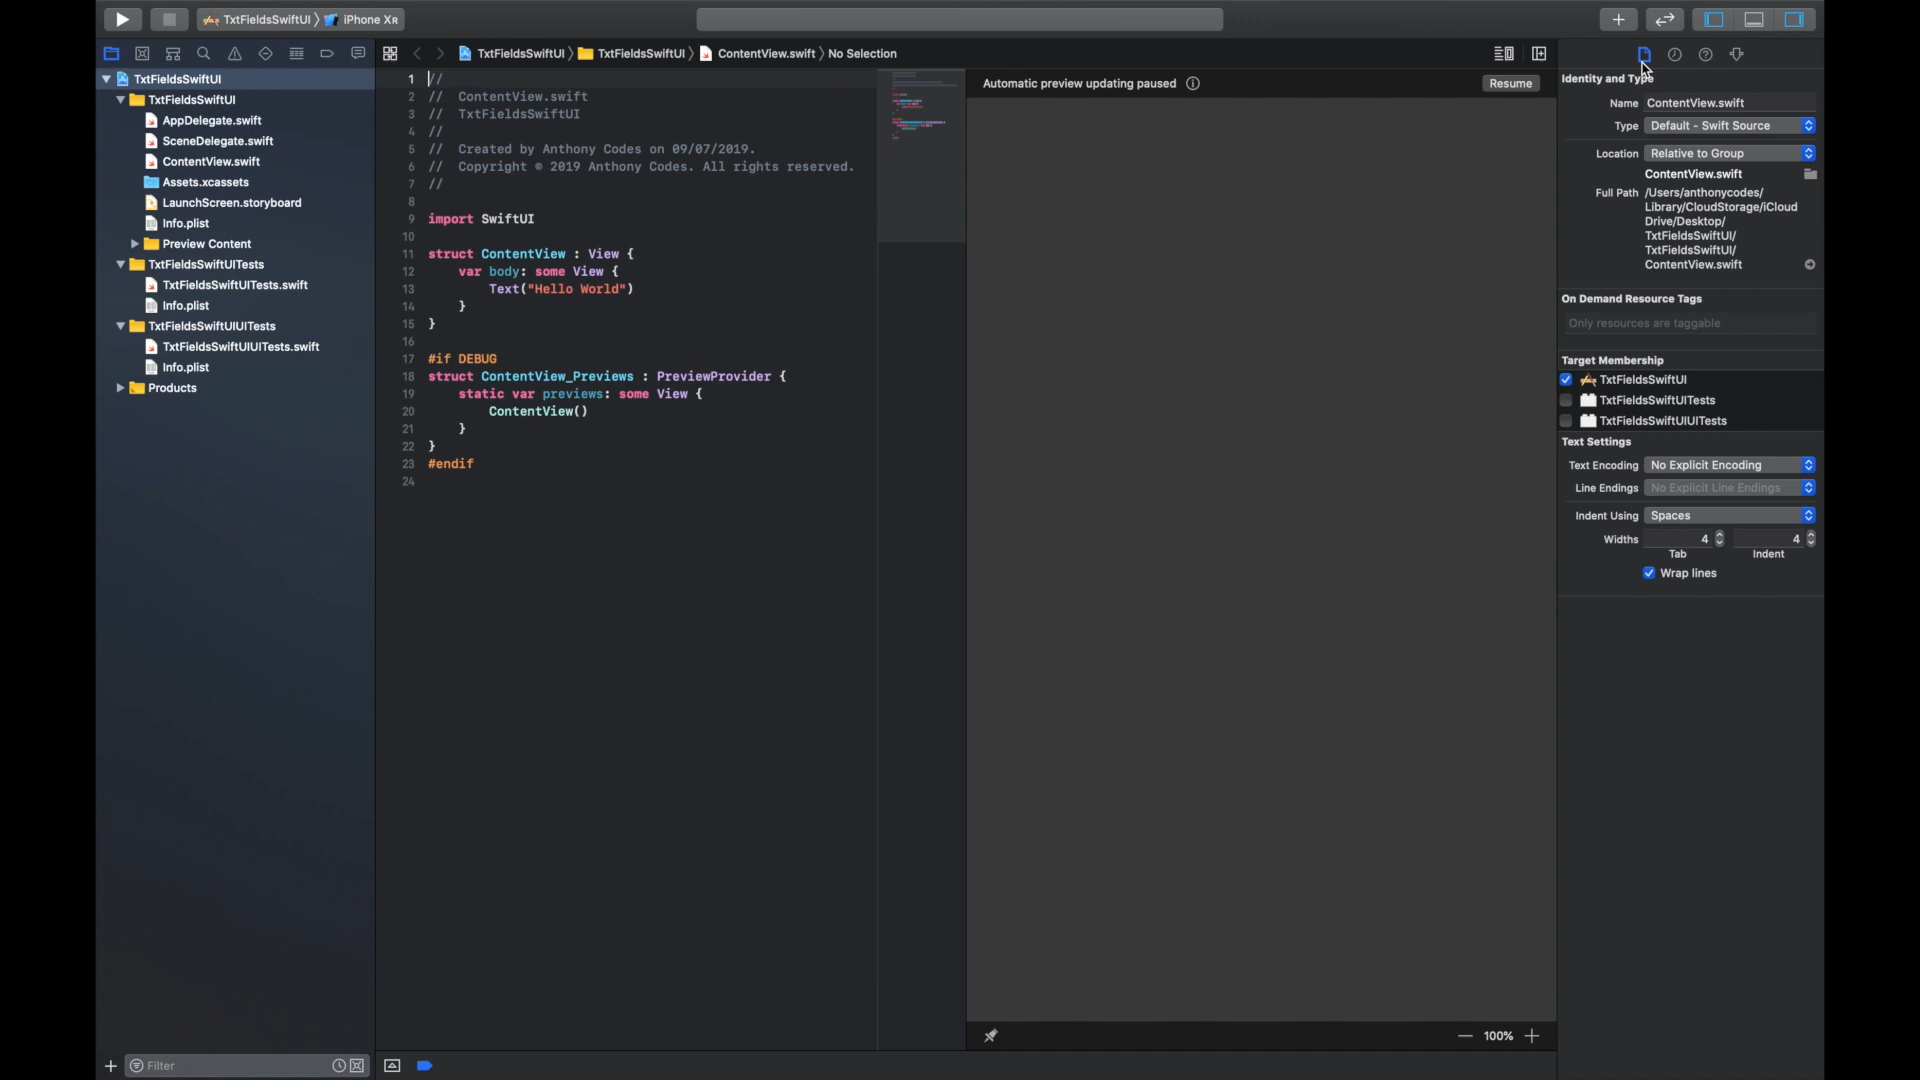 TxtFieldsSwiftUI 〉 iPhone Xʀ
TxtFieldsSwiftUI 〉 TxtFieldsSwiftUI 〉 ContentView.swift 〉 No Selection
TxtFieldsSwiftUI
TxtFieldsSwiftUI
AppDelegate.swift
SceneDelegate.swift
ContentView.swift
Assets.xcassets
LaunchScreen.storyboard
Info.plist
Preview Content
TxtFieldsSwiftUITests
TxtFieldsSwiftUITests.swift
Info.plist
TxtFieldsSwiftUIUITests
TxtFieldsSwiftUIUITests.swift
Info.plist
Products
Filter
1 //
2 //  ContentView.swift
3 //  TxtFieldsSwiftUI
4 //
5 //  Created by Anthony Codes on 09/07/2019.
6 //  Copyright © 2019 Anthony Codes. All rights reserved.
7 //
8
9 import SwiftUI
10
11 struct ContentView : View {
12     var body: some View {
13         Text("Hello World")
14     }
15 }
16
17 #if DEBUG
18 struct ContentView_Previews : PreviewProvider {
19     static var previews: some View {
20         ContentView()
21     }
22 }
23 #endif
24
Automatic preview updating paused
Resume
100%
Identity and Type
Name ContentView.swift
Type Default - Swift Source
Location Relative to Group
ContentView.swift
Full Path /Users/anthonycodes/
Library/CloudStorage/iCloud
Drive/Desktop/
TxtFieldsSwiftUI/
TxtFieldsSwiftUI/
ContentView.swift
On Demand Resource Tags
Only resources are taggable
Target Membership
TxtFieldsSwiftUI
TxtFieldsSwiftUITests
TxtFieldsSwiftUIUITests
Text Settings
Text Encoding No Explicit Encoding
Line Endings No Explicit Line Endings
Indent Using Spaces
Widths 4 4
Tab Indent
Wrap lines